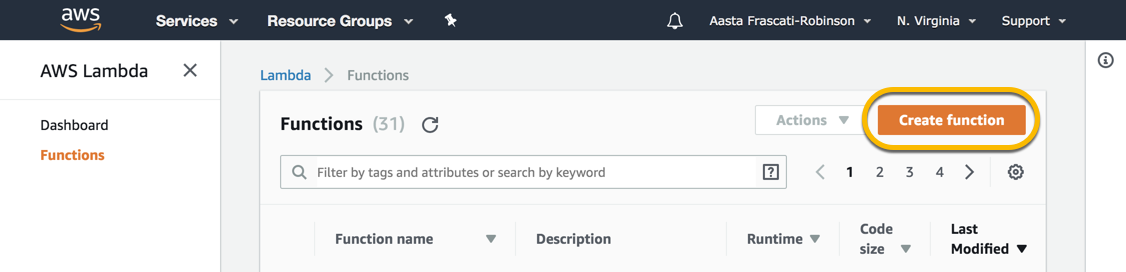 aws Services Resource Groups Aasta Frascati-Robinson N. Virginia Support
AWS Lambda
Lambda Functions
Dashboard
Functions
Functions (31) Actions Create function
Filter by tags and attributes or search by keyword ? 1 2 3 4
Function name Description Runtime Code size Last Modified